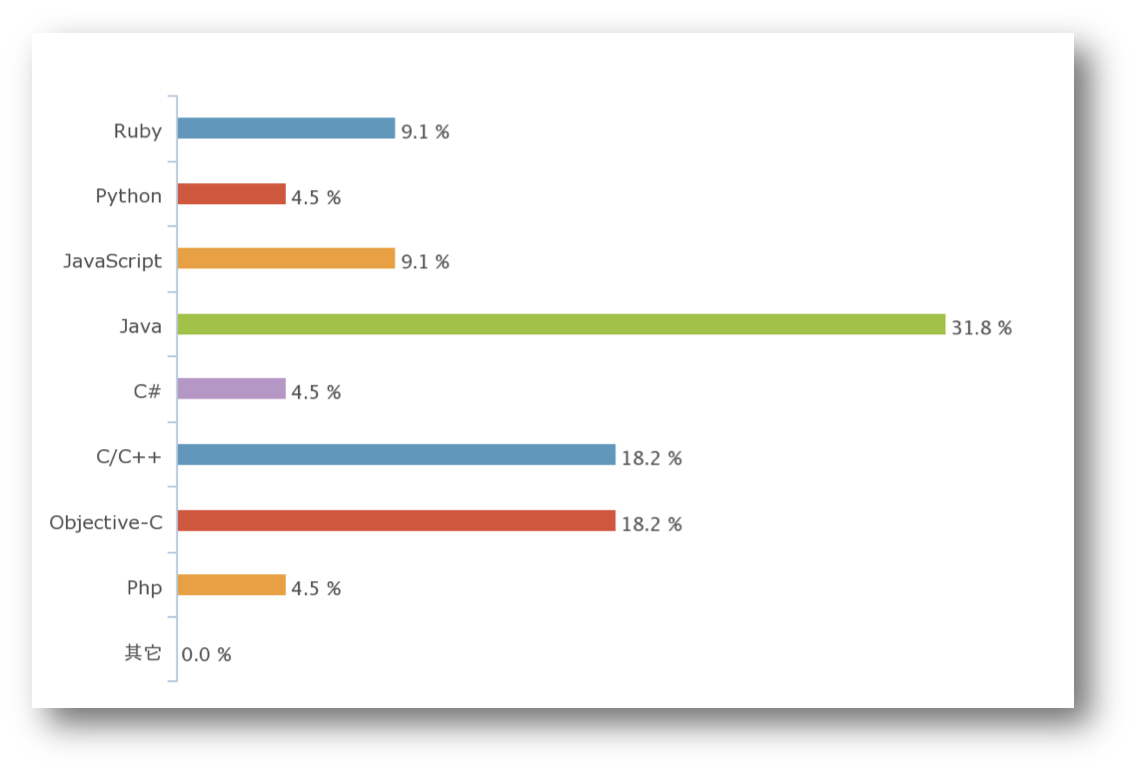 Ruby 9.1 %
Python 4.5 %
JavaScript 9.1 %
Java 31.8 %
C# 4.5 %
C/C++ 18.2 %
Objective-C 18.2 %
Php 4.5 %
其它 0.0 %